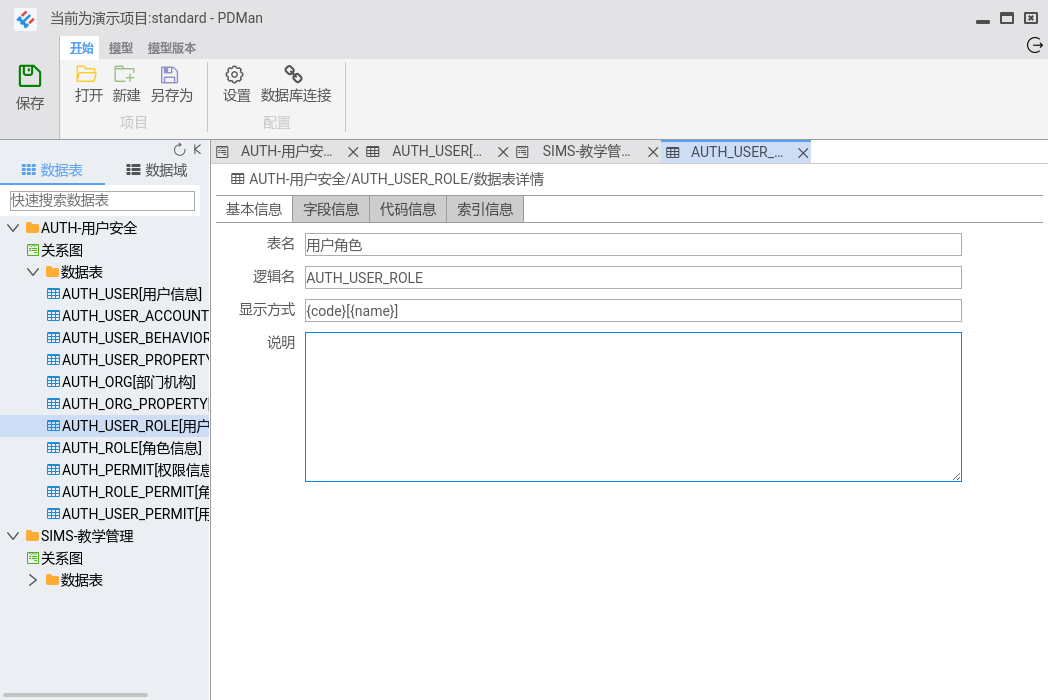 当前为演示项目:standard - PDMan
开始 模型 模型版本
保存 打开 新建 另存为 设置 数据库连接
项目 配置
数据表 数据域
快速搜索数据表
AUTH-用户安全
关系图
数据表
AUTH_USER[用户信息]
AUTH_USER_ACCOUNT
AUTH_USER_BEHAVIOR
AUTH_USER_PROPERTY
AUTH_ORG[部门机构]
AUTH_ORG_PROPERTY[
AUTH_USER_ROLE[用户
AUTH_ROLE[角色信息]
AUTH_PERMIT[权限信息
AUTH_ROLE_PERMIT[角
AUTH_USER_PERMIT[用
SIMS-教学管理
关系图
数据表
AUTH-用户安... AUTH_USER[... SIMS-教学管... AUTH_USER_...
AUTH-用户安全/AUTH_USER_ROLE/数据表详情
基本信息 字段信息 代码信息 索引信息
表名 用户角色
逻辑名 AUTH_USER_ROLE
显示方式 {code}[{name}]
说明